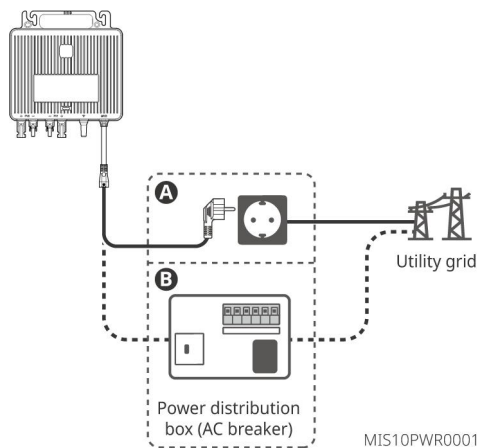 A
Utility grid
B
Power distribution
box (AC breaker)
MIS10PWR0001